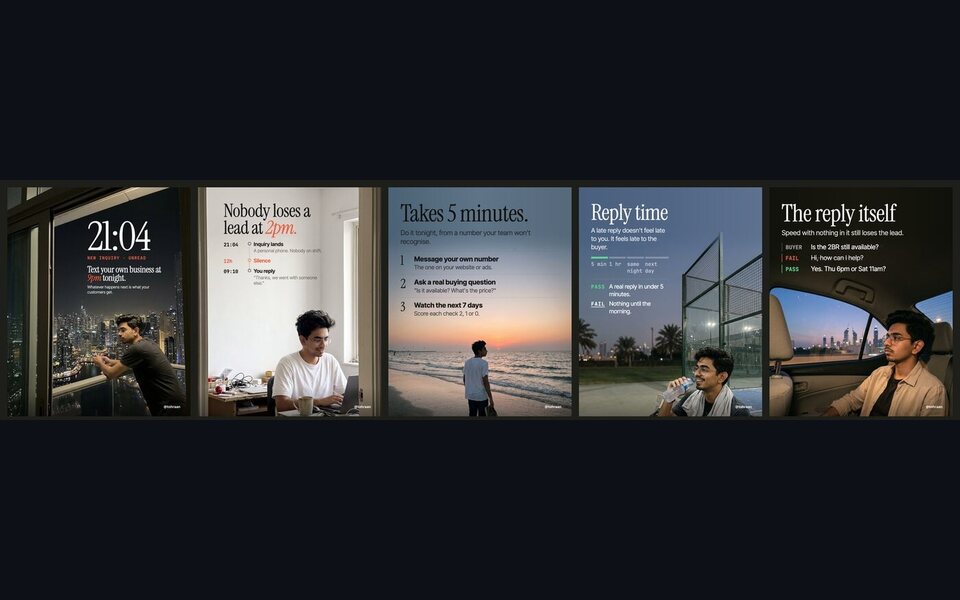 21:04
NEW INQUIRY · UNREAD
Text your own business at
9pm tonight.
Whatever happens next is what your
customers get.
@tohraan
Nobody loses a
lead at 2pm.
21:04 Inquiry lands
A personal phone. Nobody on shift.
12h Silence
09:10 You reply
"Thanks, we went with someone
else."
@tohraan
Takes 5 minutes.
Do it tonight, from a number your team won't
recognise.
1 Message your own number
The one on your website or ads.
2 Ask a real buying question
"Is it available? What's the price?"
3 Watch the next 7 days
Score each check 2, 1 or 0.
@tohraan
Reply time
A late reply doesn't feel late
to you. It feels late to the
buyer.
5 min 1 hr same day next day
PASS A real reply in under 5
minutes.
FAIL Nothing until the
morning.
@tohraan
The reply itself
Speed with nothing in it still loses the lead.
BUYER Is the 2BR still available?
FAIL Hi, how can I help?
PASS Yes. Thu 6pm or Sat 11am?
@tohraan